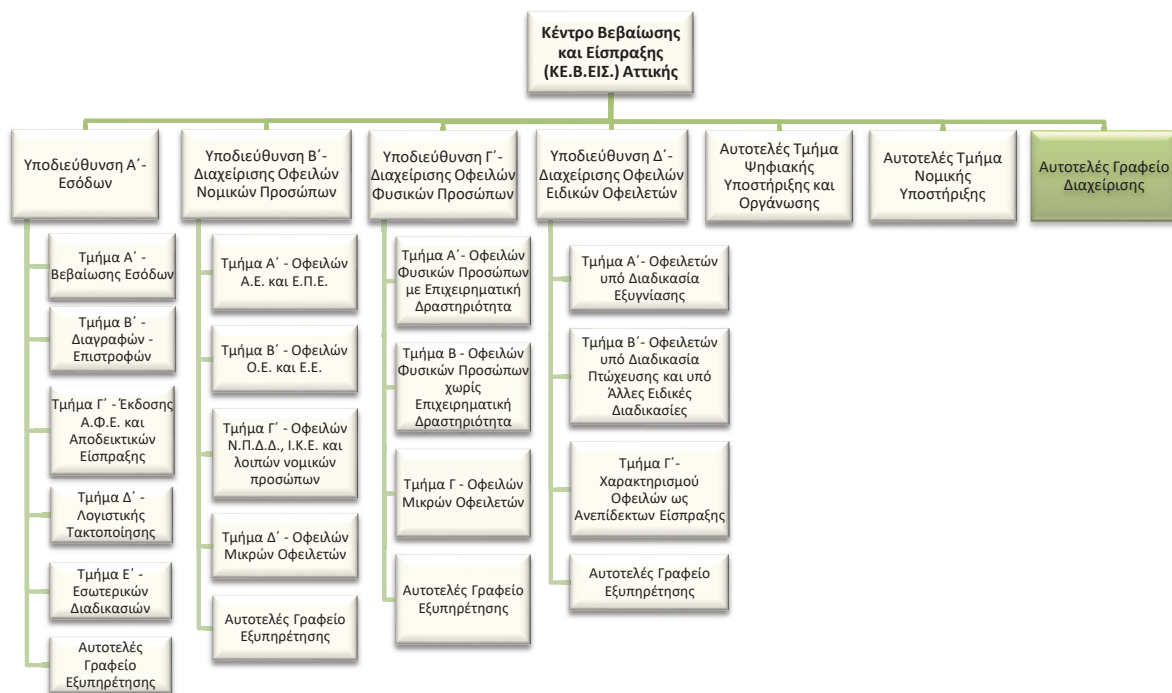 Κέντρο Βεβαίωσης
και Είσπραξης
(ΚΕ.Β.ΕΙΣ.) Αττικής
Υποδιεύθυνση Α΄-
Εσόδων
Τμήμα Α΄ -
Βεβαίωσης Εσόδων
Τμήμα Β΄ -
Διαγραφών -
Επιστροφών
Τμήμα Γ΄ - Έκδοσης
Α.Φ.Ε. και
Αποδεικτικών
Είσπραξης
Τμήμα Δ΄ -
Λογιστικής
Τακτοποίησης
Τμήμα Ε΄ -
Εσωτερικών
Διαδικασιών
Αυτοτελές
Γραφείο
Εξυπηρέτησης
Υποδιεύθυνση Β΄-
Διαχείρισης Οφειλών
Νομικών Προσώπων
Τμήμα Α΄ - Οφειλών
Α.Ε. και Ε.Π.Ε.
Τμήμα Β΄ - Οφειλών
Ο.Ε. και Ε.Ε.
Τμήμα Γ΄ - Οφειλών
Ν.Π.Δ.Δ., Ι.Κ.Ε. και
λοιπών νομικών
προσώπων
Τμήμα Δ΄ - Οφειλών
Μικρών Οφειλετών
Αυτοτελές Γραφείο
Εξυπηρέτησης
Υποδιεύθυνση Γ΄-
Διαχείρισης Οφειλών
Φυσικών Προσώπων
Τμήμα Α΄- Οφειλών
Φυσικών Προσώπων
με Επιχειρηματική
Δραστηριότητα
Τμήμα Β - Οφειλών
Φυσικών Προσώπων
χωρίς
Επιχειρηματική
Δραστηριότητα
Τμήμα Γ - Οφειλών
Μικρών Οφειλετών
Αυτοτελές Γραφείο
Εξυπηρέτησης
Υποδιεύθυνση Δ΄-
Διαχείρισης Οφειλών
Ειδικών Οφειλετών
Τμήμα Α΄- Οφειλετών
υπό Διαδικασία
Εξυγνίασης
Τμήμα Β΄- Οφειλετών
υπό Διαδικασία
Πτώχευσης και υπό
Άλλες Ειδικές
Διαδικασίες
Τμήμα Γ΄-
Χαρακτηρισμού
Οφειλών ως
Ανεπίδεκτων Είσπραξης
Αυτοτελές Γραφείο
Εξυπηρέτησης
Αυτοτελές Τμήμα
Ψηφιακής
Υποστήριξης και
Οργάνωσης
Αυτοτελές Τμήμα
Νομικής
Υποστήριξης
Αυτοτελές Γραφείο
Διαχείρισης